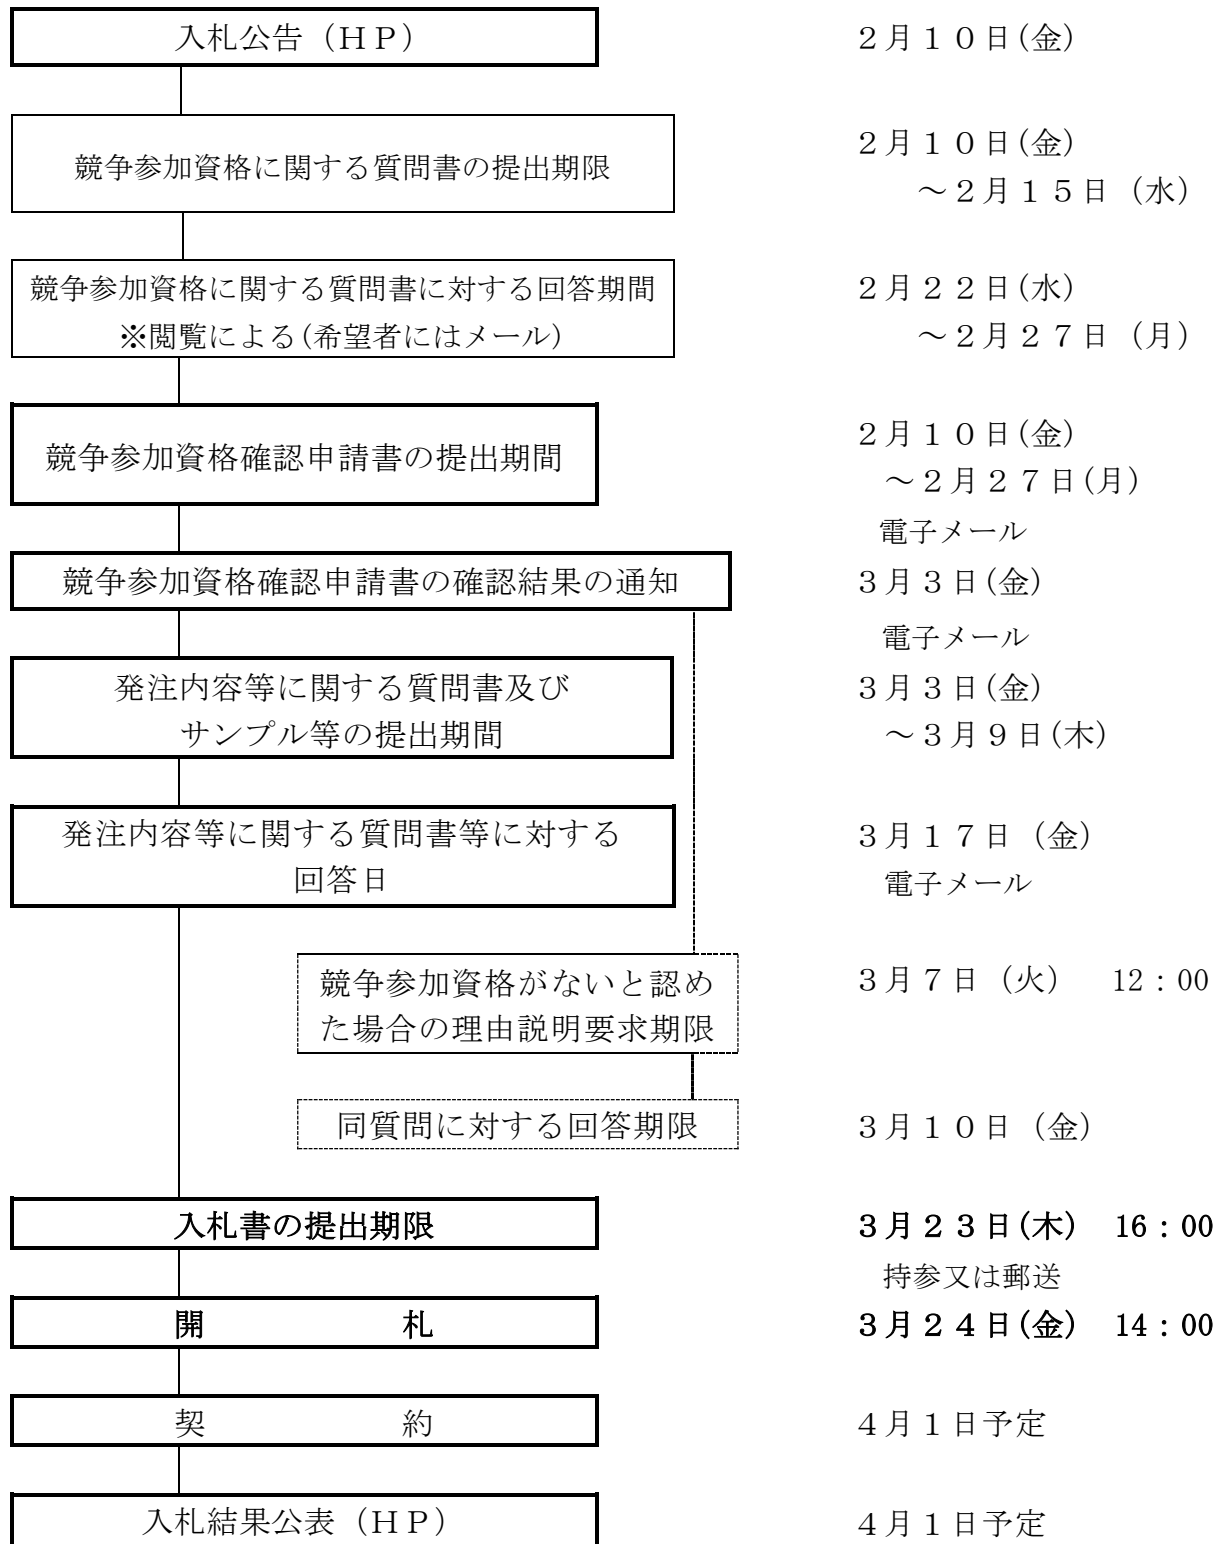 入札公告（ＨＰ）　２月１０日(金)
競争参加資格に関する質問書の提出期限　２月１０日(金)
～２月１５日（水）
競争参加資格に関する質問書に対する回答期間　２月２２日(水)
※閲覧による(希望者にはメール)　～２月２７日（月）
競争参加資格確認申請書の提出期間　２月１０日(金)
～２月２７日(月)
電子メール
競争参加資格確認申請書の確認結果の通知　３月３日(金)
電子メール
発注内容等に関する質問書及び　３月３日(金)
サンプル等の提出期間　～３月９日(木)
発注内容等に関する質問書等に対する　３月１７日（金）
回答日　電子メール
競争参加資格がないと認め　３月７日（火）　12：00
た場合の理由説明要求期限
同質問に対する回答期限　３月１０日（金）
入札書の提出期限　３月２３日(木)　16：00
持参又は郵送
開　　　　　　札　３月２４日(金)　14：00
契　　　　　　約　４月１日予定
入札結果公表（ＨＰ）　４月１日予定